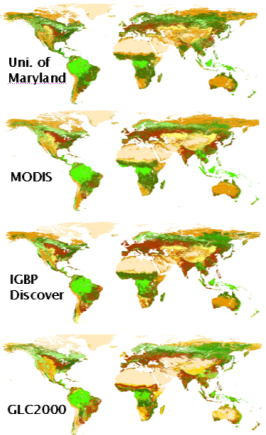 Uni. of
Maryland
MODIS
IGBP
Discover
GLC2000